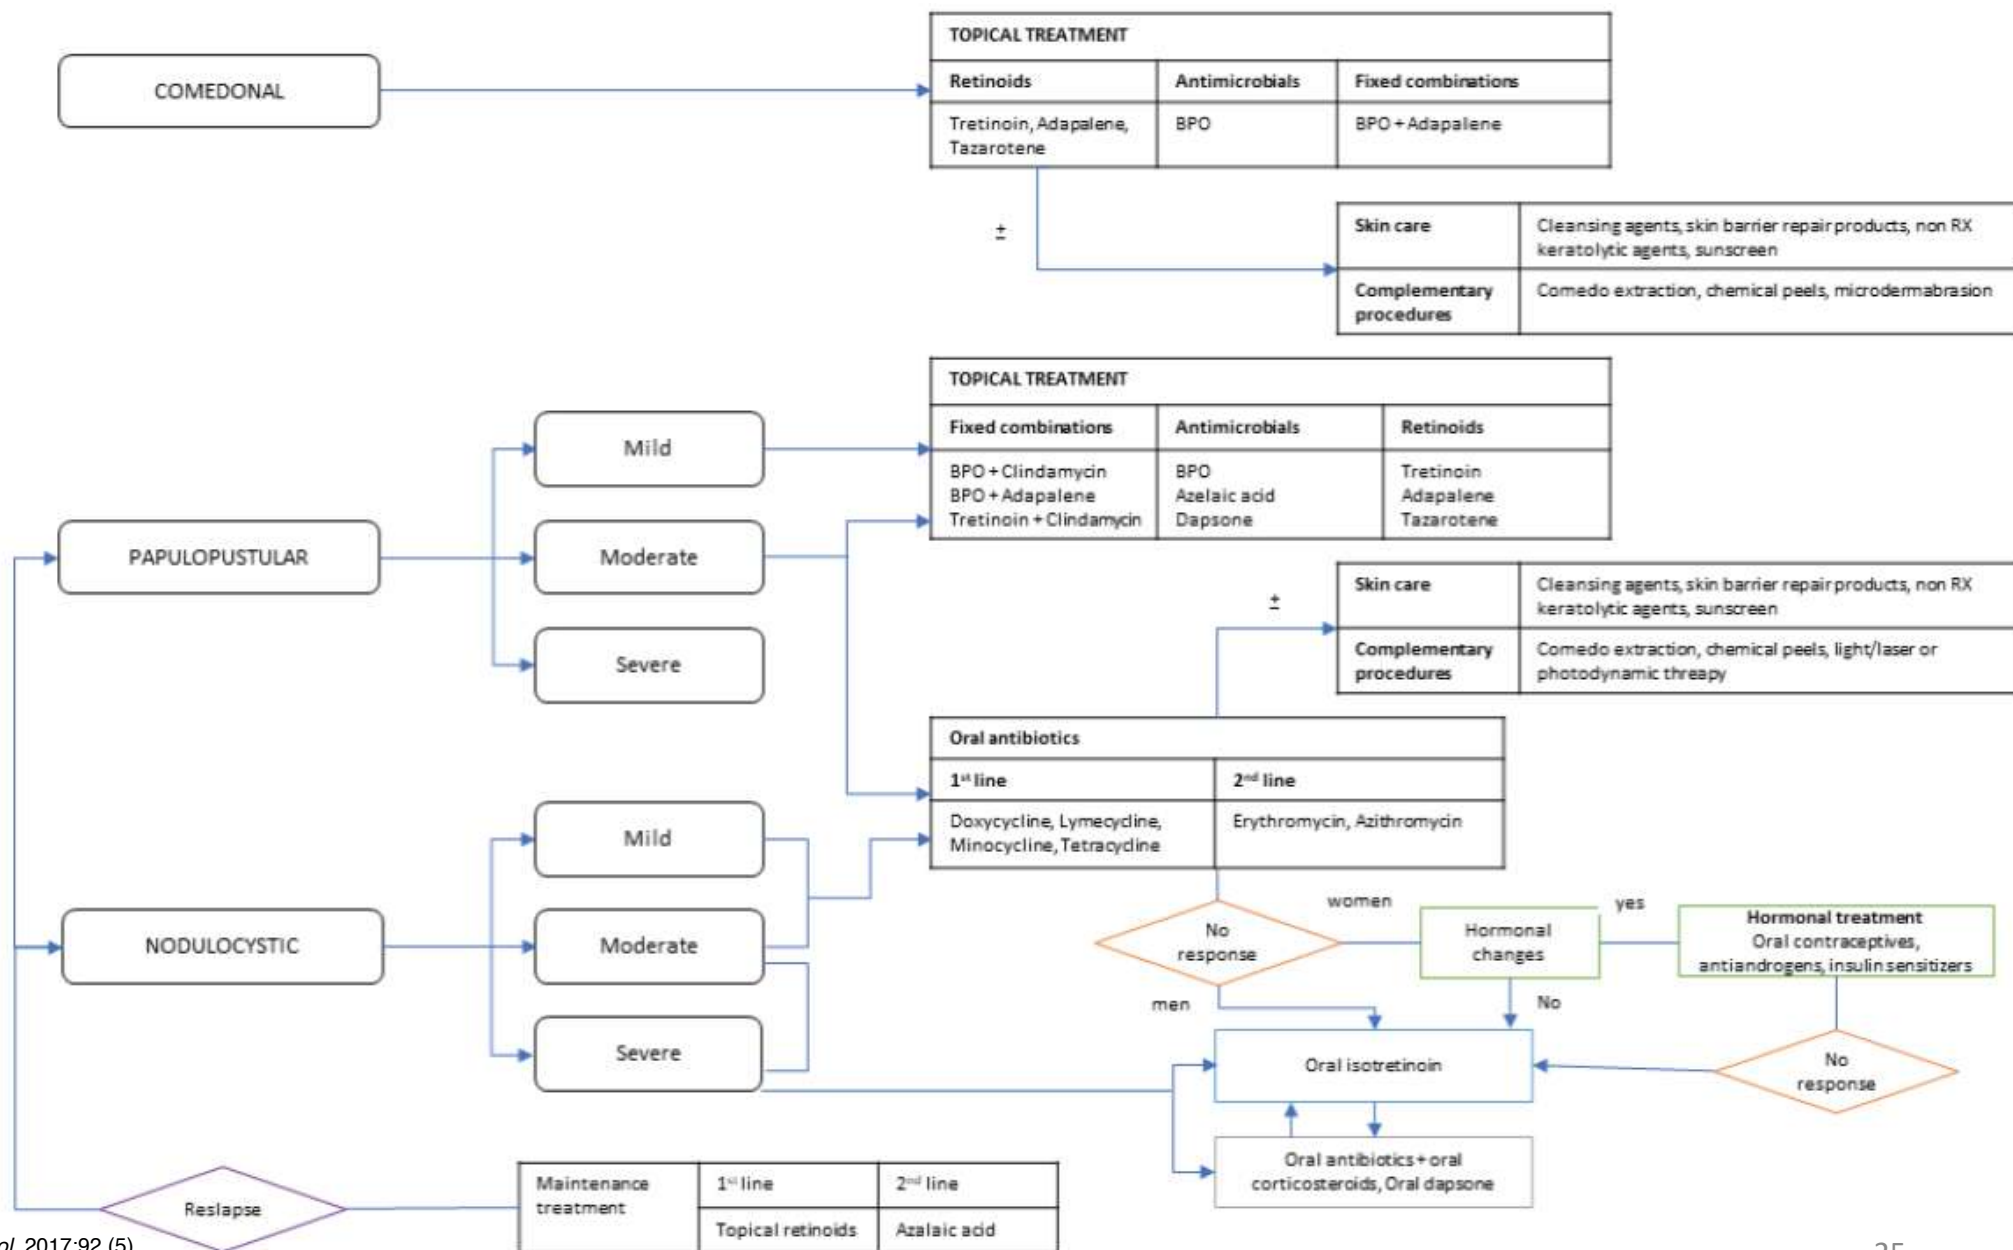 COMEDONAL
TOPICAL TREATMENT
Retinoids
Antimicrobials
Fixed combinations
Tretinoin, Adapalene,
Tazarotene
BPO
BPO + Adapalene
±
Skin care
Cleansing agents, skin barrier repair products, non RX
keratolytic agents, sunscreen
Complementary
procedures
Comedo extraction, chemical peels, microdermabrasion
PAPULOPUSTULAR
Mild
Moderate
Severe
TOPICAL TREATMENT
Fixed combinations
Antimicrobials
Retinoids
BPO + Clindamycin
BPO + Adapalene
Tretinoin + Clindamycin
BPO
Azelaic acid
Dapsone
Tretinoin
Adapalene
Tazarotene
±
Skin care
Cleansing agents, skin barrier repair products, non RX
keratolytic agents, sunscreen
Complementary
procedures
Comedo extraction, chemical peels, light/laser or
photodynamic threapy
Oral antibiotics
1st line
2nd line
Doxycycline, Lymecycline,
Minocycline, Tetracycline
Erythromycin, Azithromycin
NODULOCYSTIC
Mild
Moderate
Severe
No
response
women
Hormonal
changes
yes
Hormonal treatment
Oral contraceptives,
antiandrogens, insulin sensitizers
men
No
Oral isotretinoin
No
response
Oral antibiotics + oral
corticosteroids, Oral dapsone
Reslapse
Maintenance
treatment
1st line
2nd line
Topical retinoids
Azalaic acid
2017;92 (5)